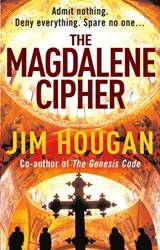 Admit nothing.
Deny everything. Spare no one...
THE
MAGDALENE
CIPHER
JIM HOUGAN
Co-author of The Genesis Code